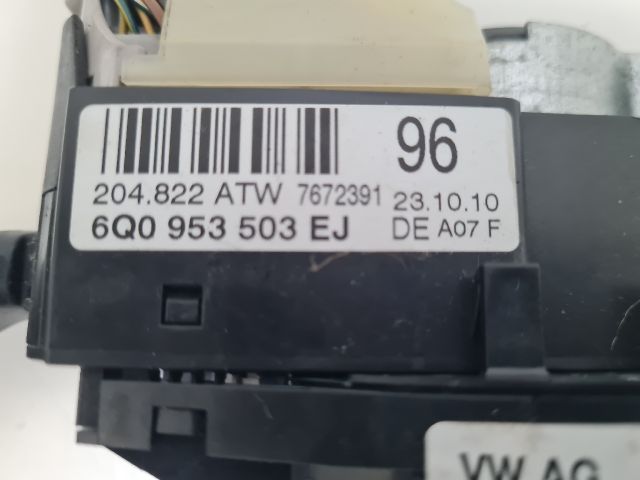 96
204.822 ATW 7672391 23.10.10
6Q0 953 503 EJ DE A07 F
VW AG